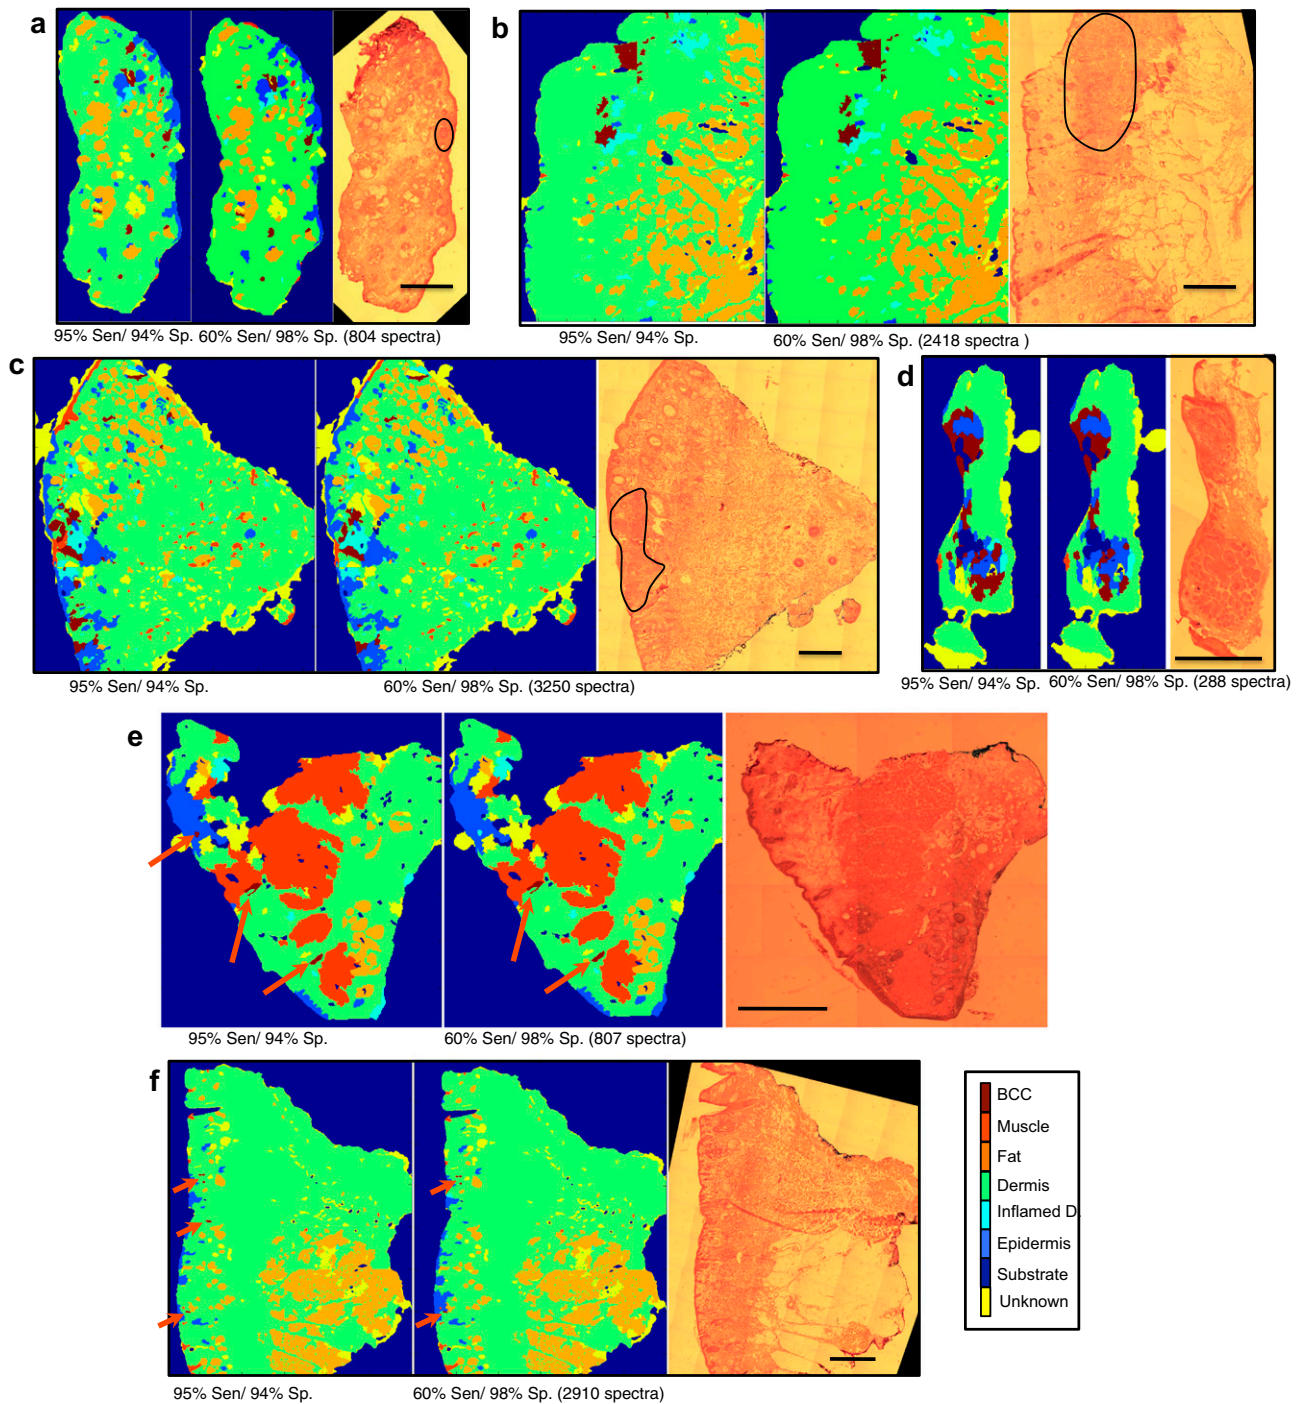 a
b
95% Sen/ 94% Sp. 60% Sen/ 98% Sp. (804 spectra)
95% Sen/ 94% Sp. 60% Sen/ 98% Sp. (2418 spectra )
c
d
95% Sen/ 94% Sp. 60% Sen/ 98% Sp. (3250 spectra)
95% Sen/ 94% Sp. 60% Sen/ 98% Sp. (288 spectra)
e
95% Sen/ 94% Sp. 60% Sen/ 98% Sp. (807 spectra)
f
95% Sen/ 94% Sp. 60% Sen/ 98% Sp. (2910 spectra)
BCC
Muscle
Fat
Dermis
Inflamed D.
Epidermis
Substrate
Unknown